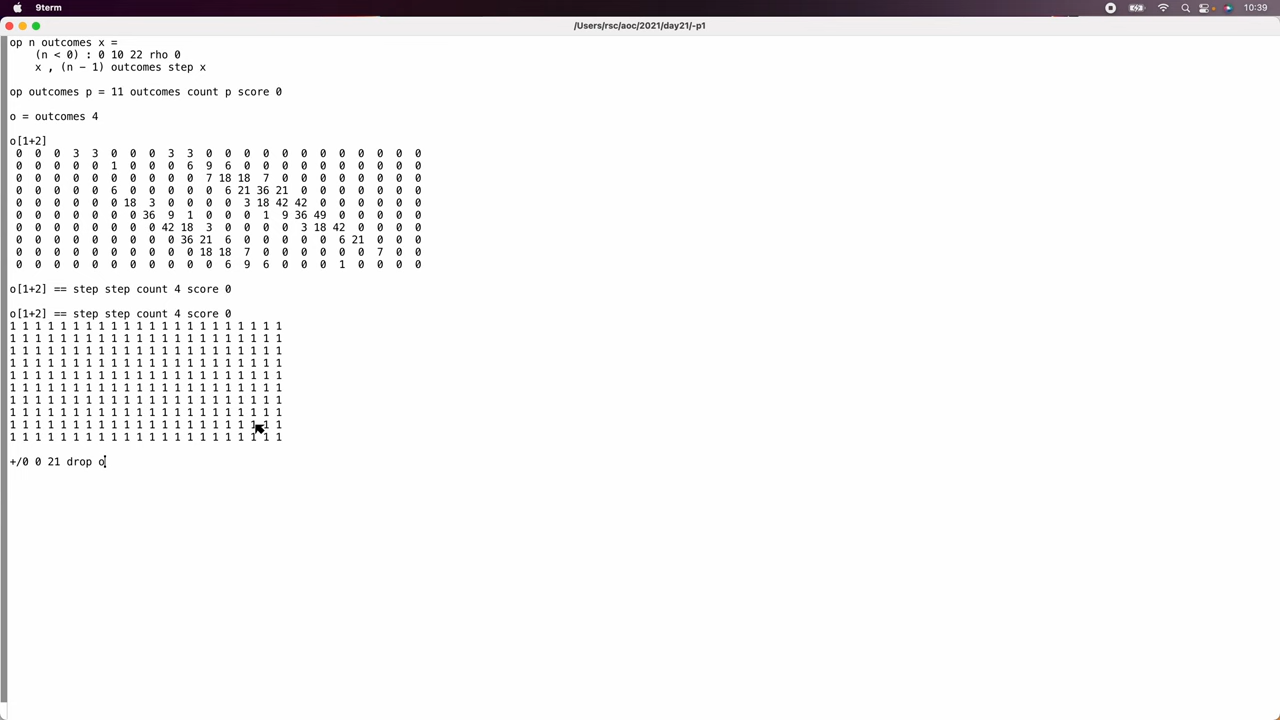 9term
10:39
/Users/rsc/aoc/2021/day21/-p1
op n outcomes x =
(n < 0) : 0 10 22 rho 0
x , (n - 1) outcomes step x
op outcomes p = 11 outcomes count p score 0
o = outcomes 4
o[1+2]
0 0 0 3 3 0 0 0 3 3 0 0 0 0 0 0 0 0 0 0 0 0
0 0 0 0 0 1 0 0 0 6 9 6 0 0 0 0 0 0 0 0 0 0
0 0 0 0 0 0 0 0 0 0 7 18 18 7 0 0 0 0 0 0 0 0
0 0 0 0 0 6 0 0 0 0 0 6 21 36 21 0 0 0 0 0 0 0
0 0 0 0 0 0 18 3 0 0 0 0 3 18 42 42 0 0 0 0 0 0
0 0 0 0 0 0 0 36 9 1 0 0 0 1 9 36 49 0 0 0 0 0
0 0 0 0 0 0 0 0 42 18 3 0 0 0 0 3 18 42 0 0 0 0
0 0 0 0 0 0 0 0 0 36 21 6 0 0 0 0 0 6 21 0 0 0
0 0 0 0 0 0 0 0 0 0 18 18 7 0 0 0 0 0 0 7 0 0
0 0 0 0 0 0 0 0 0 0 0 6 9 6 0 0 0 1 0 0 0 0
o[1+2] == step step count 4 score 0
o[1+2] == step step count 4 score 0
1 1 1 1 1 1 1 1 1 1 1 1 1 1 1 1 1 1 1 1 1 1
1 1 1 1 1 1 1 1 1 1 1 1 1 1 1 1 1 1 1 1 1 1
1 1 1 1 1 1 1 1 1 1 1 1 1 1 1 1 1 1 1 1 1 1
1 1 1 1 1 1 1 1 1 1 1 1 1 1 1 1 1 1 1 1 1 1
1 1 1 1 1 1 1 1 1 1 1 1 1 1 1 1 1 1 1 1 1 1
1 1 1 1 1 1 1 1 1 1 1 1 1 1 1 1 1 1 1 1 1 1
1 1 1 1 1 1 1 1 1 1 1 1 1 1 1 1 1 1 1 1 1 1
1 1 1 1 1 1 1 1 1 1 1 1 1 1 1 1 1 1 1 1 1 1
1 1 1 1 1 1 1 1 1 1 1 1 1 1 1 1 1 1 1 1 1 1
1 1 1 1 1 1 1 1 1 1 1 1 1 1 1 1 1 1 1 1 1 1
+/0 0 21 drop o